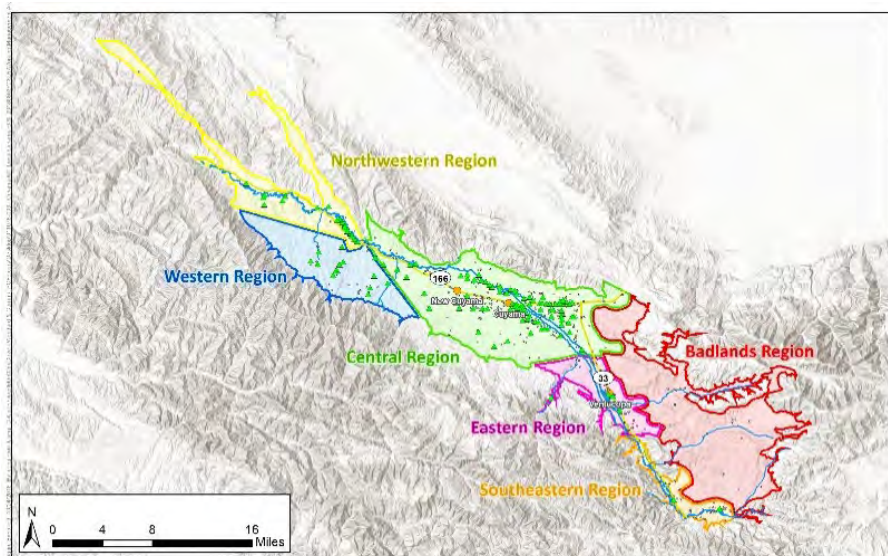 Northwestern Region
Western Region
166
New Cuyama
Cuyama
Central Region
Badlands Region
33
Ventucopa
Eastern Region
Southeastern Region
N
0 4 8 16
Miles